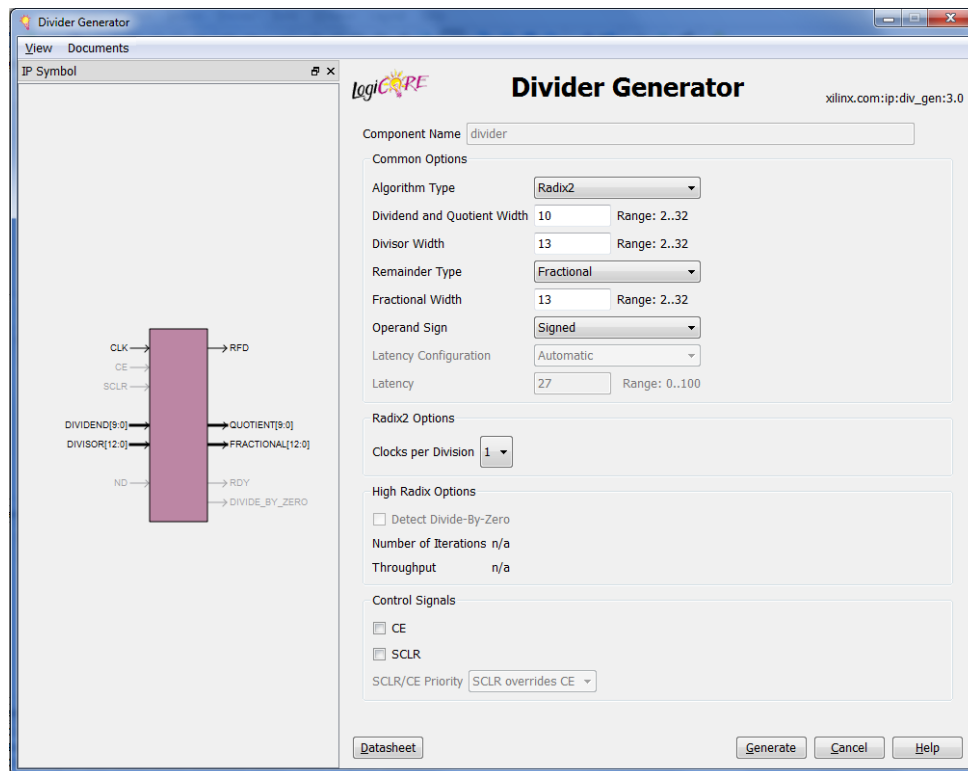 Divider Generator
View Documents
IP Symbol
LogiCORE
Divider Generator
xilinx.com:ip:div_gen:3.0
Component Name divider
Common Options
Algorithm Type Radix2
Dividend and Quotient Width 10 Range: 2..32
Divisor Width 13 Range: 2..32
Remainder Type Fractional
Fractional Width 13 Range: 2..32
Operand Sign Signed
Latency Configuration Automatic
Latency 27 Range: 0..100
CLK RFD
CE
SCLR
DIVIDEND[9:0] QUOTIENT[9:0]
DIVISOR[12:0] FRACTIONAL[12:0]
ND RDY
DIVIDE_BY_ZERO
Radix2 Options
Clocks per Division 1
High Radix Options
Detect Divide-By-Zero
Number of Iterations n/a
Throughput n/a
Control Signals
CE
SCLR
SCLR/CE Priority SCLR overrides CE
Datasheet Generate Cancel Help